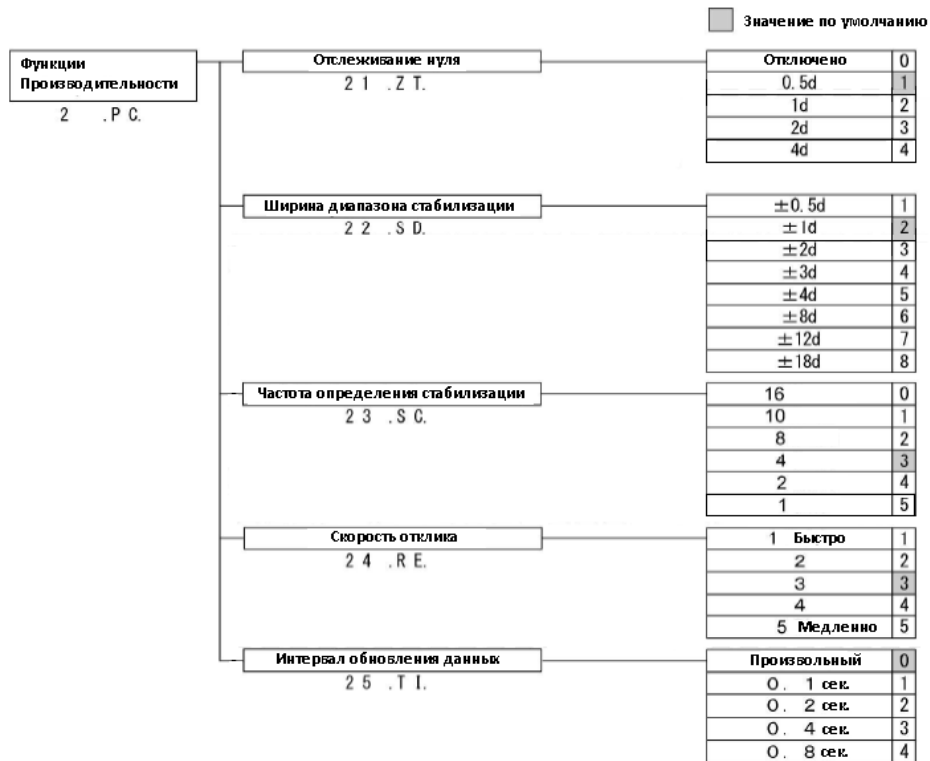 Значение по умолчанию
Функции
Производительности
2 .P C.
Отслеживание нуля
2 1 .Z T.
Отключено 0
0.5d 1
1d 2
2d 3
4d 4
Ширина диапазона стабилизации
2 2 .S D.
±0.5d 1
±1d 2
±2d 3
±3d 4
±4d 5
±8d 6
±12d 7
±18d 8
Частота определения стабилизации
2 3 .S C.
16 0
10 1
8 2
4 3
2 4
1 5
Скорость отклика
2 4 .R E.
1 Быстро 1
2 2
3 3
4 4
5 Медленно 5
Интервал обновления данных
2 5 .T I.
Произвольный 0
0. 1 сек. 1
0. 2 сек. 2
0. 4 сек. 3
0. 8 сек. 4